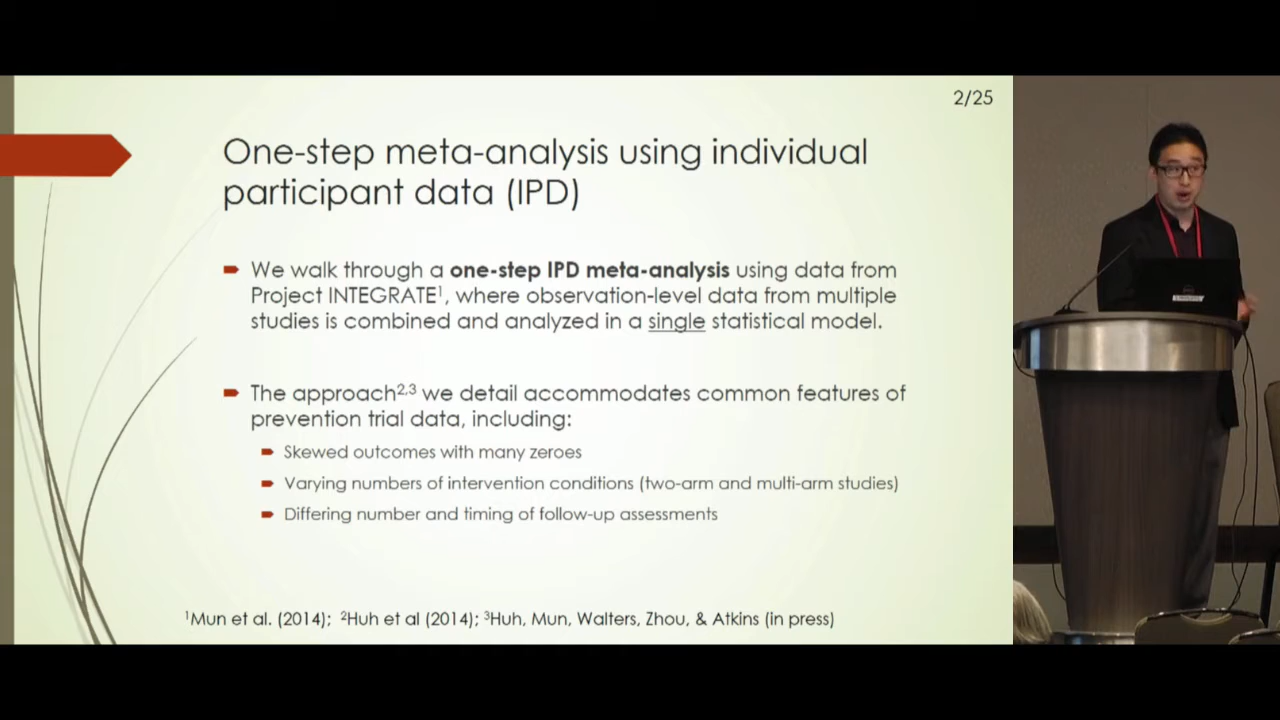 2/25
One-step meta-analysis using individual
participant data (IPD)
We walk through a one-step IPD meta-analysis using data from
Project INTEGRATE¹, where observation-level data from multiple
studies is combined and analyzed in a single statistical model.
The approach²,³ we detail accommodates common features of
prevention trial data, including:
Skewed outcomes with many zeroes
Varying numbers of intervention conditions (two-arm and multi-arm studies)
Differing number and timing of follow-up assessments
¹Mun et al. (2014); ²Huh et al (2014); ³Huh, Mun, Walters, Zhou, & Atkins (in press)